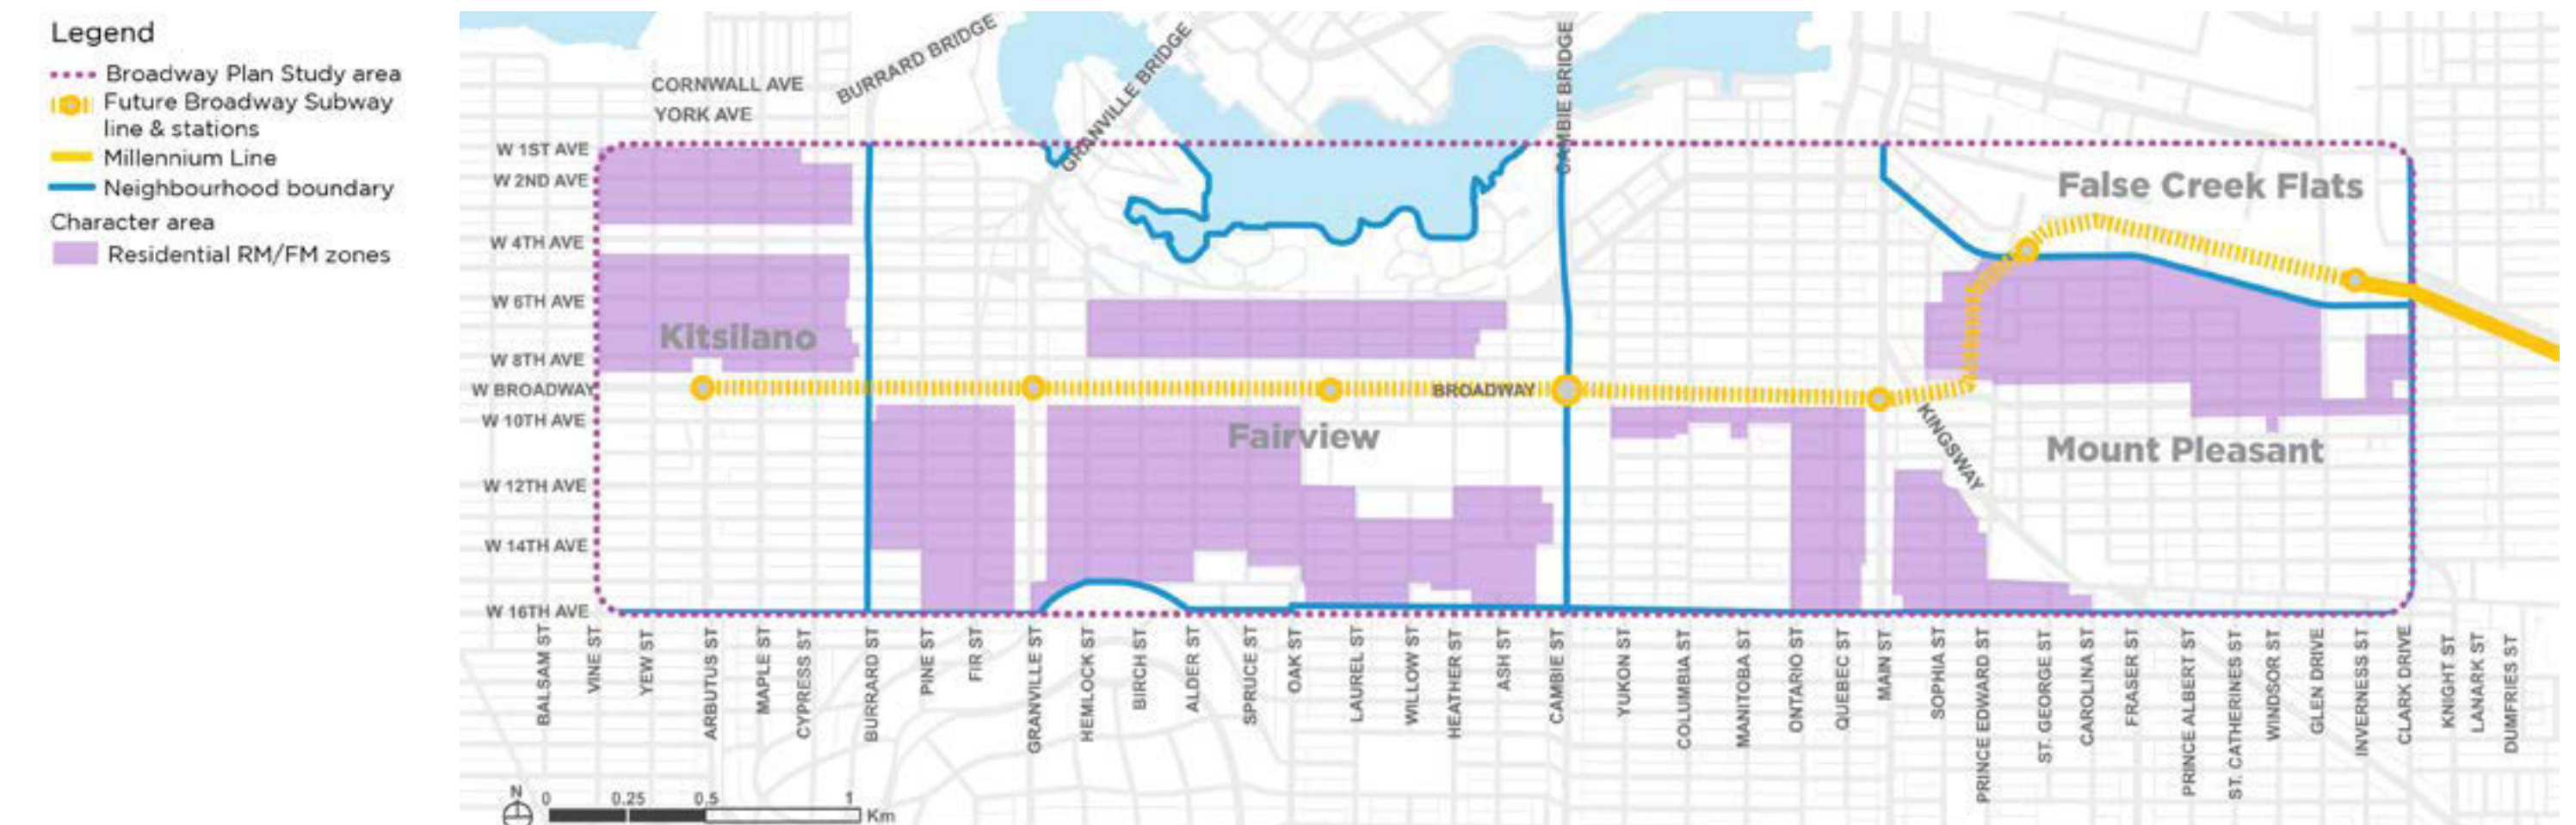 Legend
Broadway Plan Study area
Future Broadway Subway
line & stations
Millennium Line
Neighbourhood boundary
Character area
Residential RM/FM zones
CORNWALL AVE
YORK AVE
BURRARD BRIDGE
GRANVILLE BRIDGE
CAMBIE BRIDGE
W 1ST AVE
W 2ND AVE
W 4TH AVE
W 6TH AVE
W 8TH AVE
W BROADWAY
W 10TH AVE
W 12TH AVE
W 14TH AVE
W 16TH AVE
False Creek Flats
Kitsilano
BROADWAY
Fairview
KINGSWAY
Mount Pleasant
BALSAM ST
VINE ST
YEW ST
ARBUTUS ST
MAPLE ST
CYPRESS ST
BURRARD ST
PINE ST
FIR ST
GRANVILLE ST
HEMLOCK ST
BIRCH ST
ALDER ST
SPRUCE ST
OAK ST
LAUREL ST
WILLOW ST
HEATHER ST
ASH ST
CAMBIE ST
YUKON ST
COLUMBIA ST
MANITOBA ST
ONTARIO ST
QUEBEC ST
MAIN ST
SOPHIA ST
PRINCE EDWARD ST
ST. GEORGE ST
CAROLINA ST
FRASER ST
PRINCE ALBERT ST
ST. CATHERINES ST
WINDSOR ST
GLEN DRIVE
INVERNESS ST
CLARK DRIVE
KNIGHT ST
LANARK ST
DUMFRIES ST
N
0 0.25 0.5 1
Km